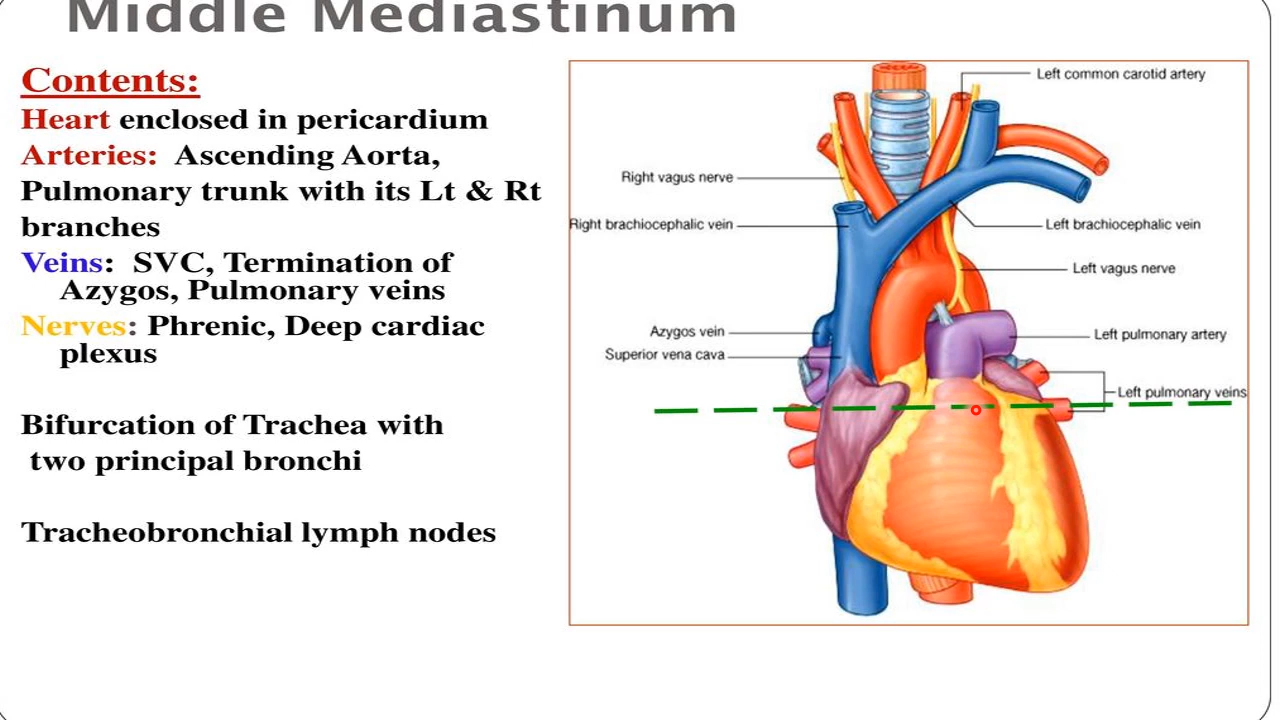 Middle Mediastinum
Contents:
Heart enclosed in pericardium
Arteries: Ascending Aorta,
Pulmonary trunk with its Lt & Rt
branches
Veins: SVC, Termination of
Azygos, Pulmonary veins
Nerves: Phrenic, Deep cardiac
plexus
Bifurcation of Trachea with
two principal bronchi
Tracheobronchial lymph nodes
Left common carotid artery
Right vagus nerve
Right brachiocephalic vein
Left brachiocephalic vein
Left vagus nerve
Azygos vein
Left pulmonary artery
Superior vena cava
Left pulmonary veins